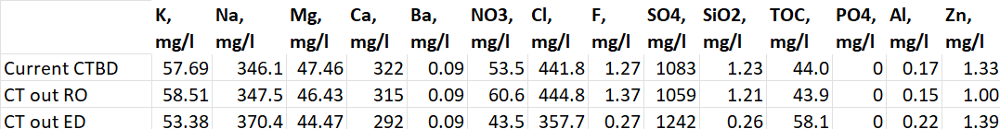 K, mg/l Na, mg/l Mg, mg/l Ca, mg/l Ba, mg/l NO3, mg/l Cl, mg/l F, mg/l SO4, mg/l SiO2, mg/l TOC, mg/l PO4, mg/l Al, mg/l Zn, mg/l
Current CTBD 57.69 346.1 47.46 322 0.09 53.5 441.8 1.27 1083 1.23 44.0 0 0.17 1.33
CT out RO 58.51 347.5 46.43 315 0.09 60.6 444.8 1.37 1059 1.21 43.9 0 0.15 1.00
CT out ED 53.38 370.4 44.47 292 0.09 43.5 357.7 0.27 1242 0.26 58.1 0 0.22 1.39